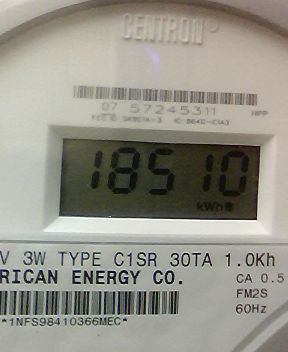 CENTRON®
07 57245311 HPP
18510
kWh
V 3W TYPE C1SR 30TA 1.0Kh
RICAN ENERGY CO. CA 0.5
FM2S
*1NFS98410366MEC* 60Hz